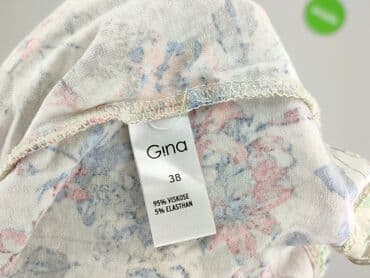 Gina
38
95% VISKOSE
5% ELASTHAN